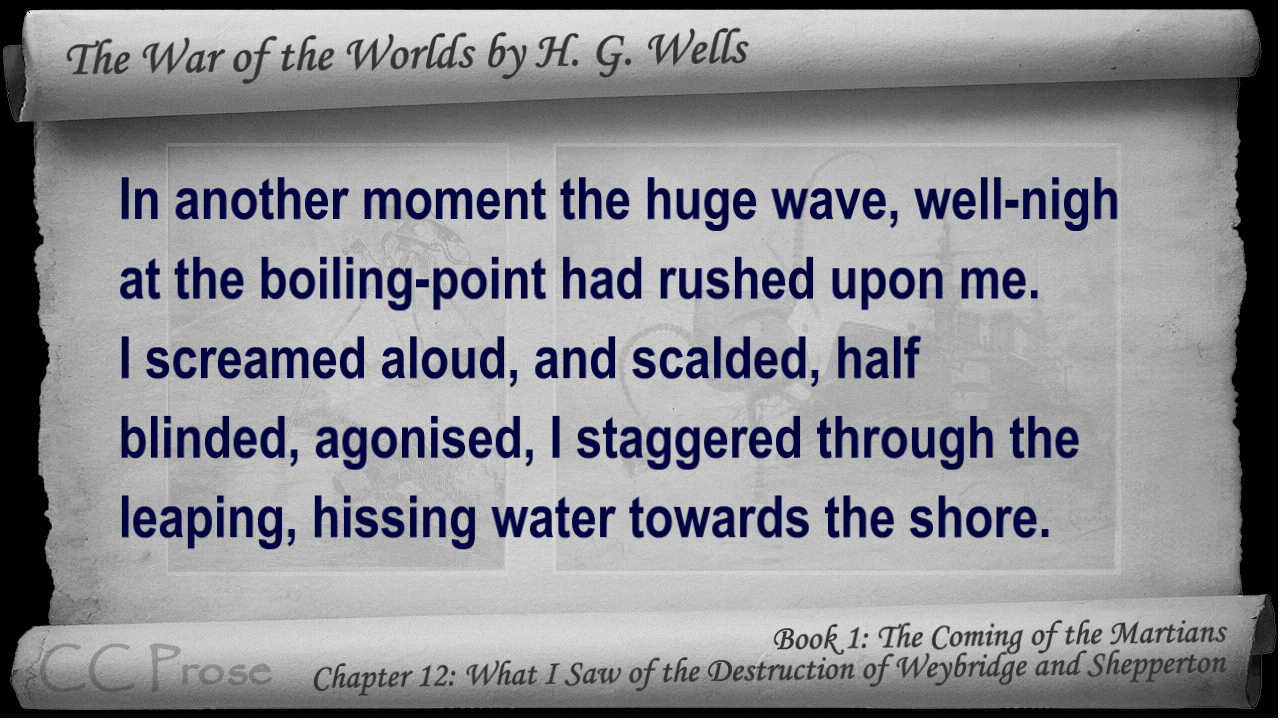 The War of the Worlds by H. G. Wells
In another moment the huge wave, well-nigh
at the boiling-point had rushed upon me.
I screamed aloud, and scalded, half
blinded, agonised, I staggered through the
leaping, hissing water towards the shore.
Book 1: The Coming of the Martians
CC Prose
Chapter 12: What I Saw of the Destruction of Weybridge and Shepperton